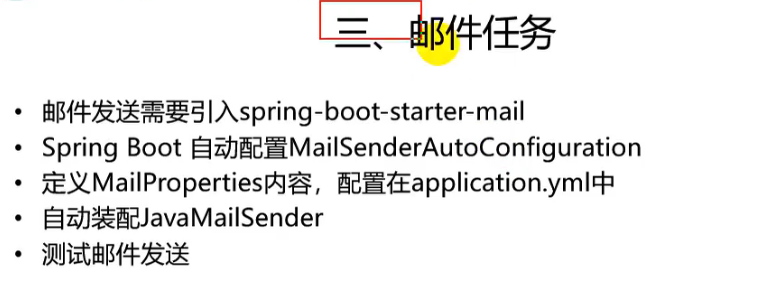 三、邮件任务
• 邮件发送需要引入spring-boot-starter-mail
• Spring Boot 自动配置MailSenderAutoConfiguration
• 定义MailProperties内容，配置在application.yml中
• 自动装配JavaMailSender
• 测试邮件发送